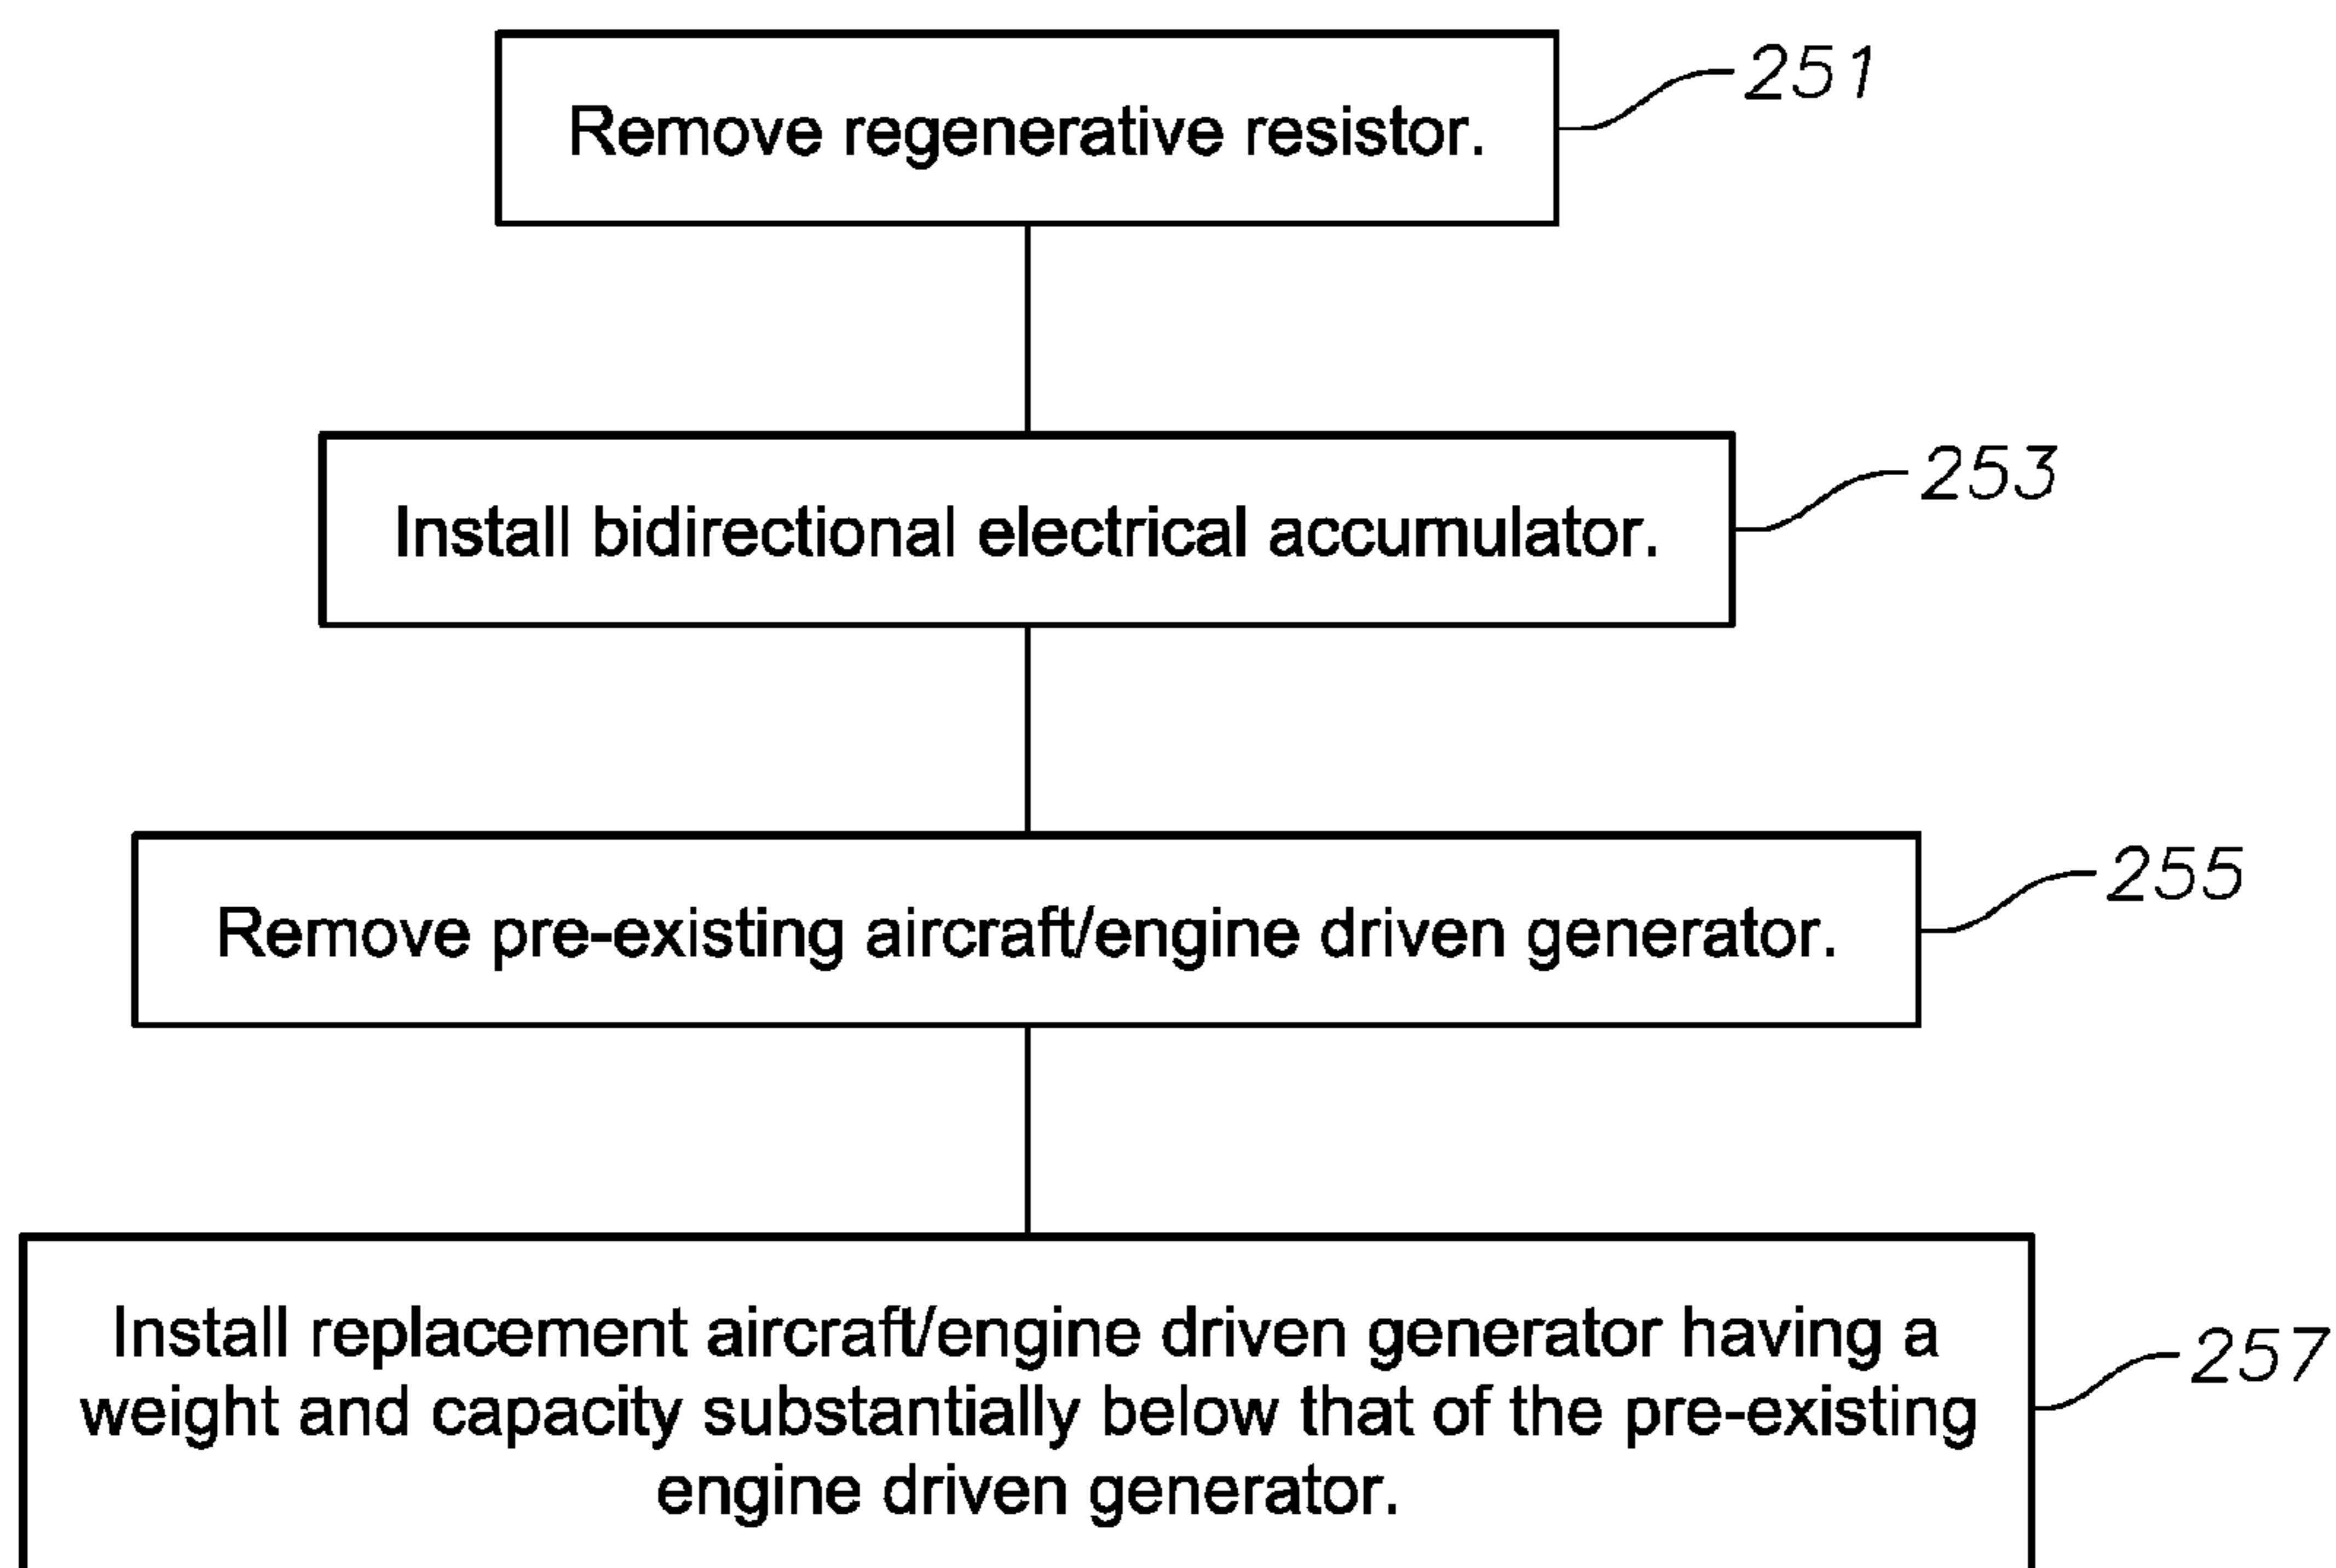 Remove regenerative resistor.
251
Install bidirectional electrical accumulator.
253
Remove pre-existing aircraft/engine driven generator.
255
Install replacement aircraft/engine driven generator having a
weight and capacity substantially below that of the pre-existing
engine driven generator.
257